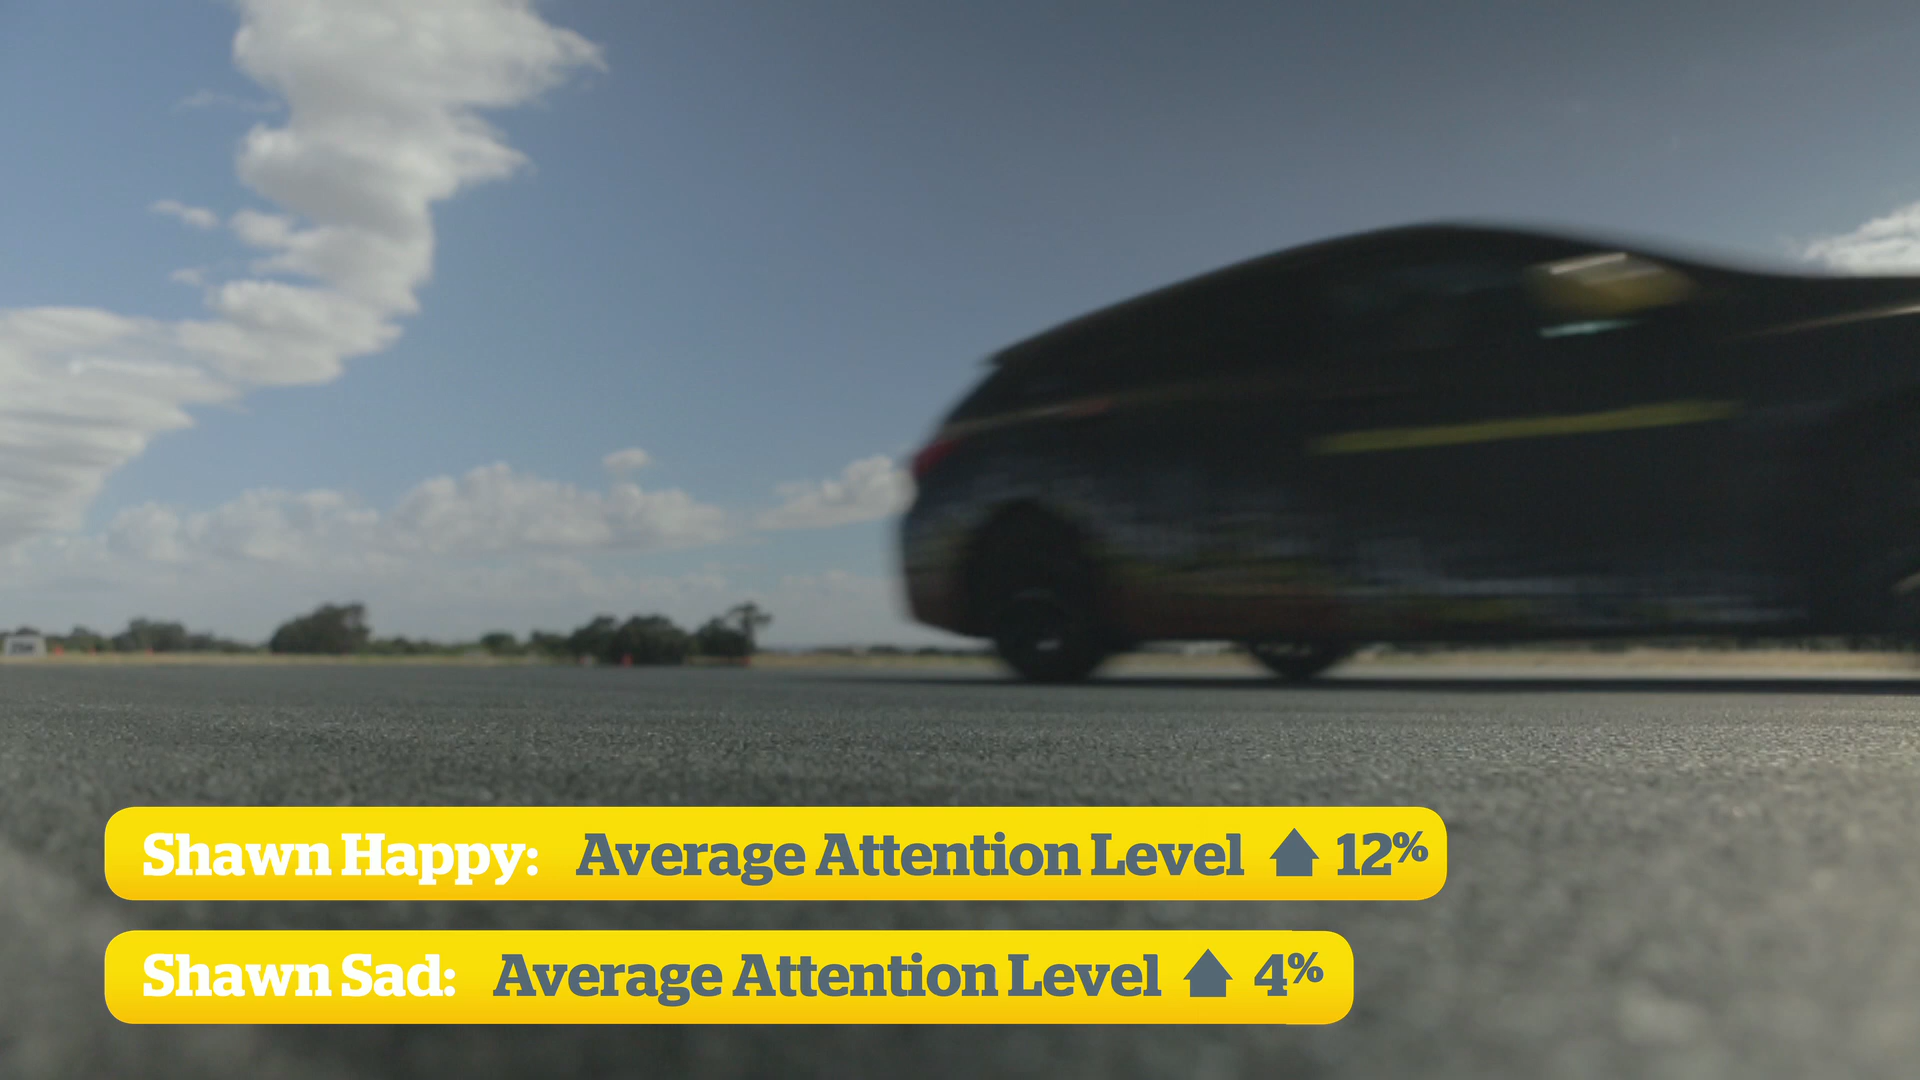 Shawn Happy: Average Attention Level ⬆ 12%
Shawn Sad: Average Attention Level ⬆ 4%